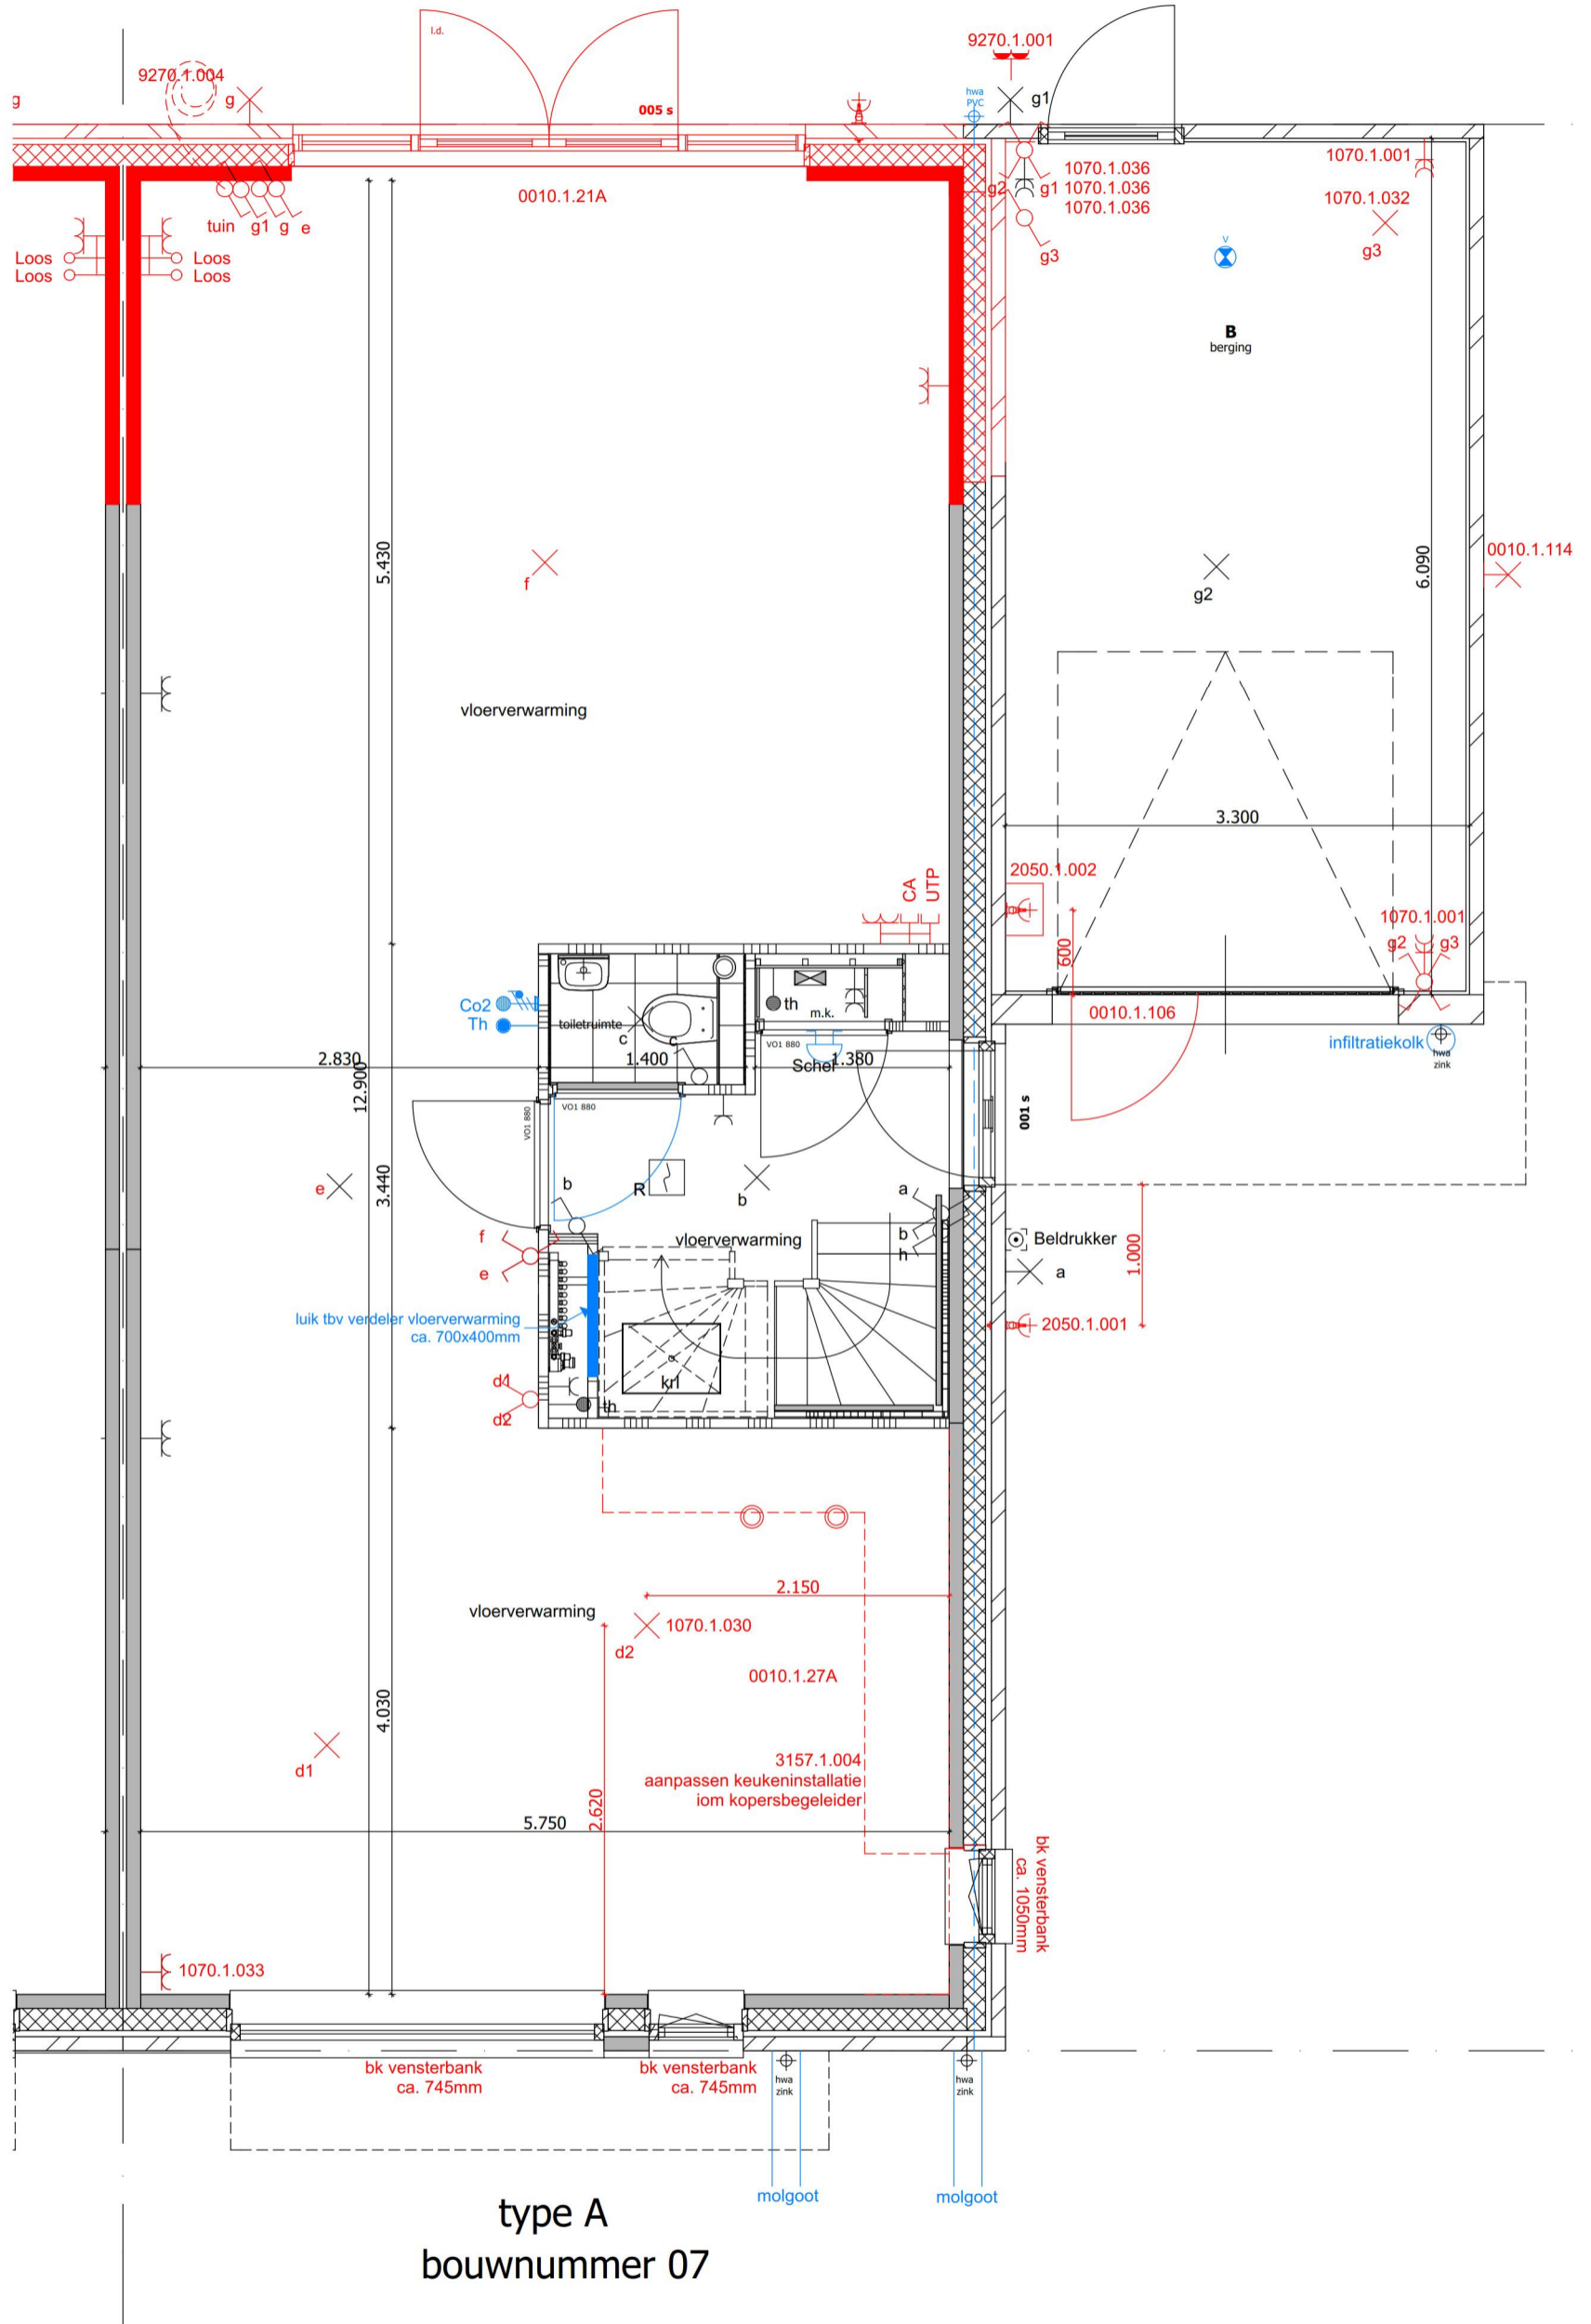 l.d.
9270.1.001
9270.1.004
g
g
005 s
hwa
PVC
g1
0010.1.21A
1070.1.036
g2
g1 1070.1.036
1070.1.036
g3
1070.1.001
1070.1.032
g3
tuin
g1
g
e
Loos
Loos
Loos
Loos
V
B
berging
5.430
f
g2
6.090
0010.1.114
vloerverwarming
3.300
2050.1.002
CA
UTP
600
1070.1.001
g2
g3
0010.1.106
infiltratiekolk
hwa
zink
Co2
Th
toiletruimte
c
c
th
m.k.
VO1 880
Schel
2.830
1.400
1.380
12.900
VO1 880
VO1 880
001 s
3.440
e
b
R
b
a
b
h
vloerverwarming
f
e
Beldrukker
a
1.000
luik tbv verdeler vloerverwarming
ca. 700x400mm
2050.1.001
krl
d1
d2
th
2.150
vloerverwarming
1070.1.030
d2
0010.1.27A
4.030
d1
3157.1.004
aanpassen keukeninstallatie
iom kopersbegeleider
2.620
5.750
bk vensterbank
ca. 1050mm
1070.1.033
bk vensterbank
ca. 745mm
bk vensterbank
ca. 745mm
hwa
zink
hwa
zink
molgoot
molgoot
type A
bouwnummer 07